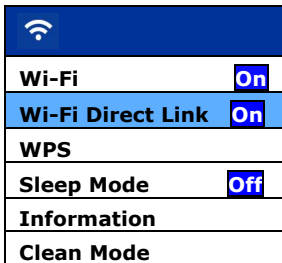 Wi-Fi On
Wi-Fi Direct Link On
WPS
Sleep Mode Off
Information
Clean Mode